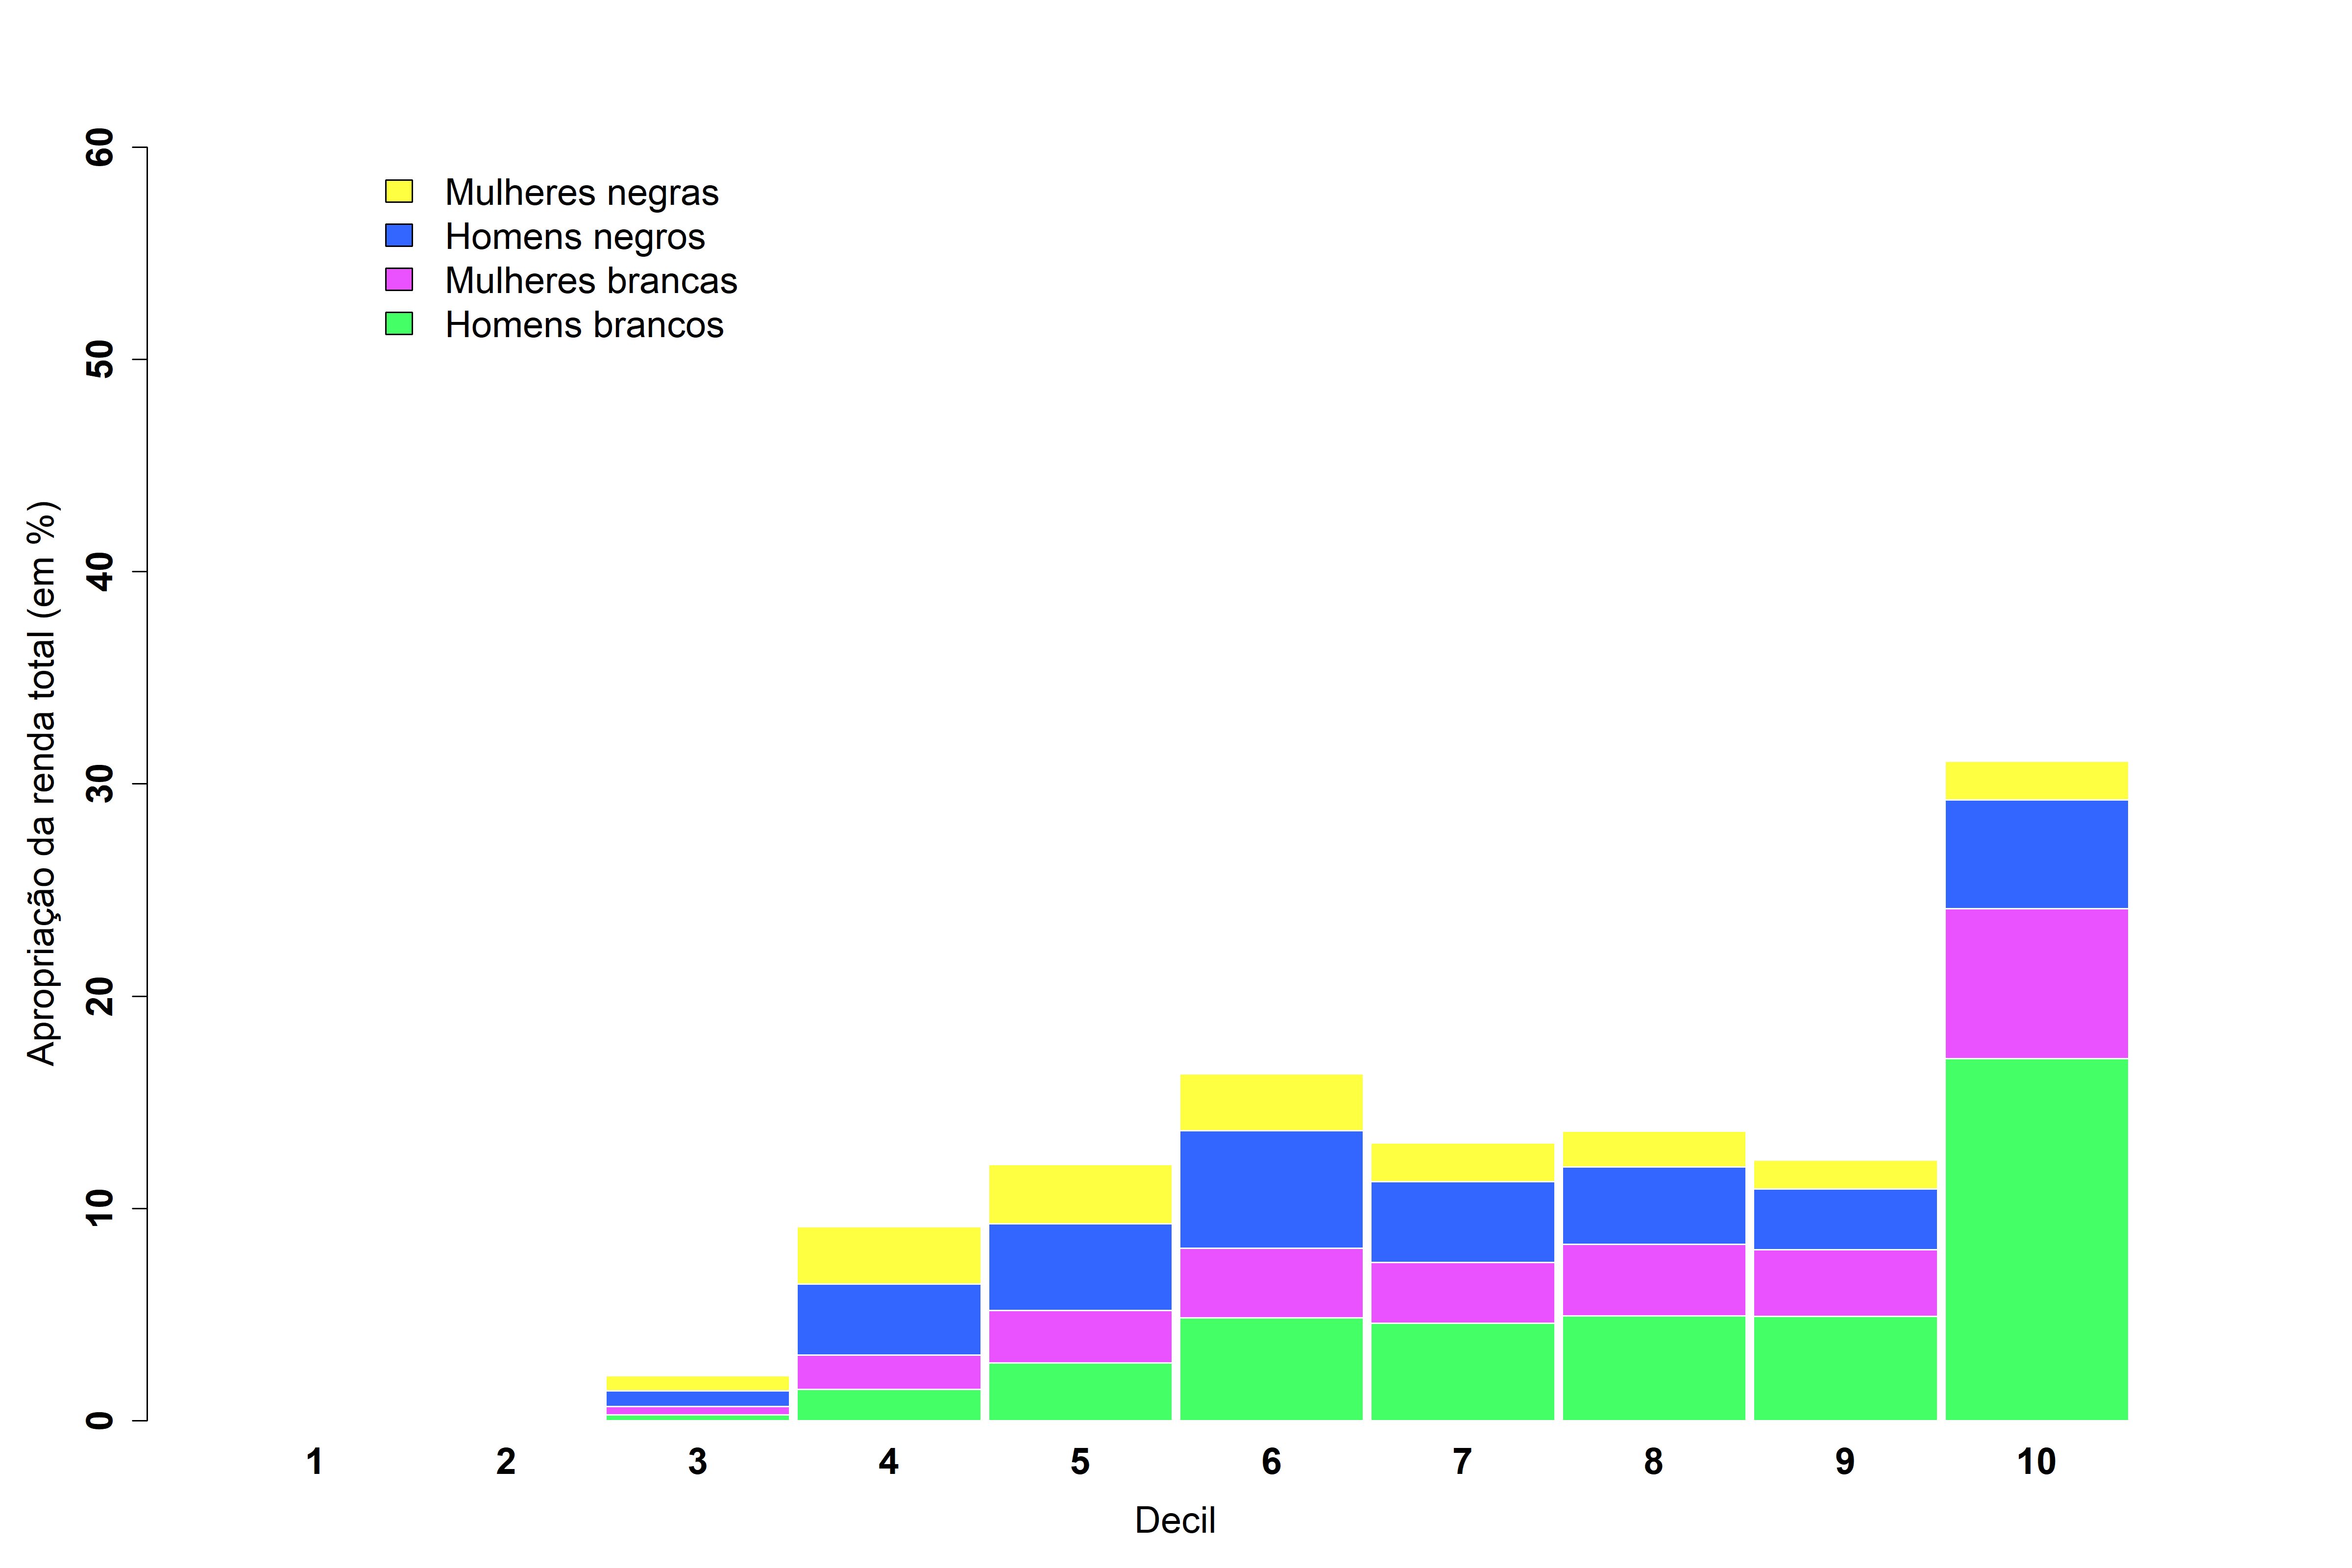 Mulheres negras
Homens negros
Mulheres brancas
Homens brancos
Apropriação da renda total (em %)
60
50
40
30
20
10
0
1 2 3 4 5 6 7 8 9 10
Decil